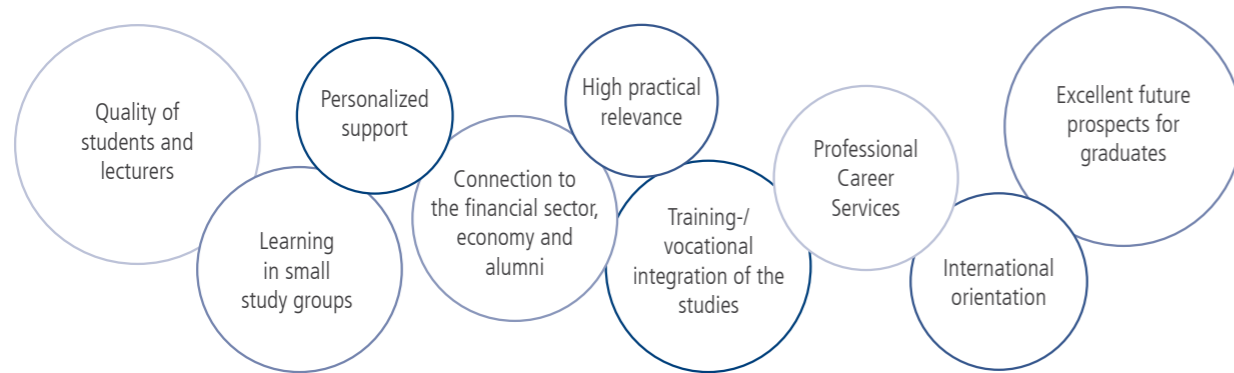 Quality of
students and
lecturers
Learning
in small
study groups
Personalized
support
Connection to
the financial sector,
economy and
alumni
High practical
relevance
Training-/
vocational
integration of the
studies
Professional
Career
Services
International
orientation
Excellent future
prospects for
graduates